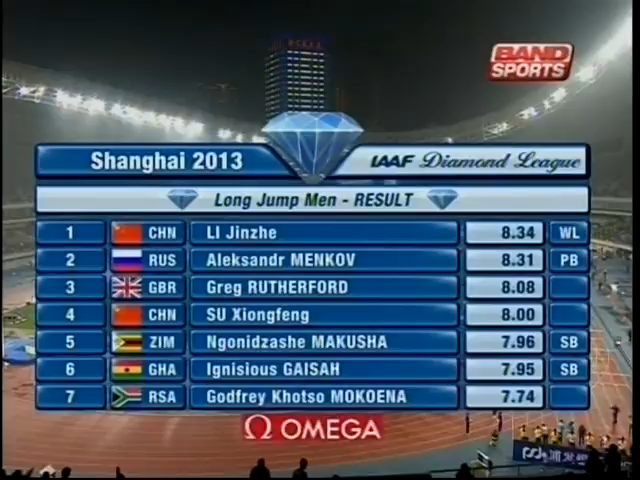 BAND SPORTS
Shanghai 2013 IAAF Diamond League
Long Jump Men - RESULT
1 CHN LI Jinzhe 8.34 WL
2 RUS Aleksandr MENKOV 8.31 PB
3 GBR Greg RUTHERFORD 8.08
4 CHN SU Xiongfeng 8.00
5 ZIM Ngonidzashe MAKUSHA 7.96 SB
6 GHA Ignisious GAISAH 7.95 SB
7 RSA Godfrey Khotso MOKOENA 7.74
Ω OMEGA